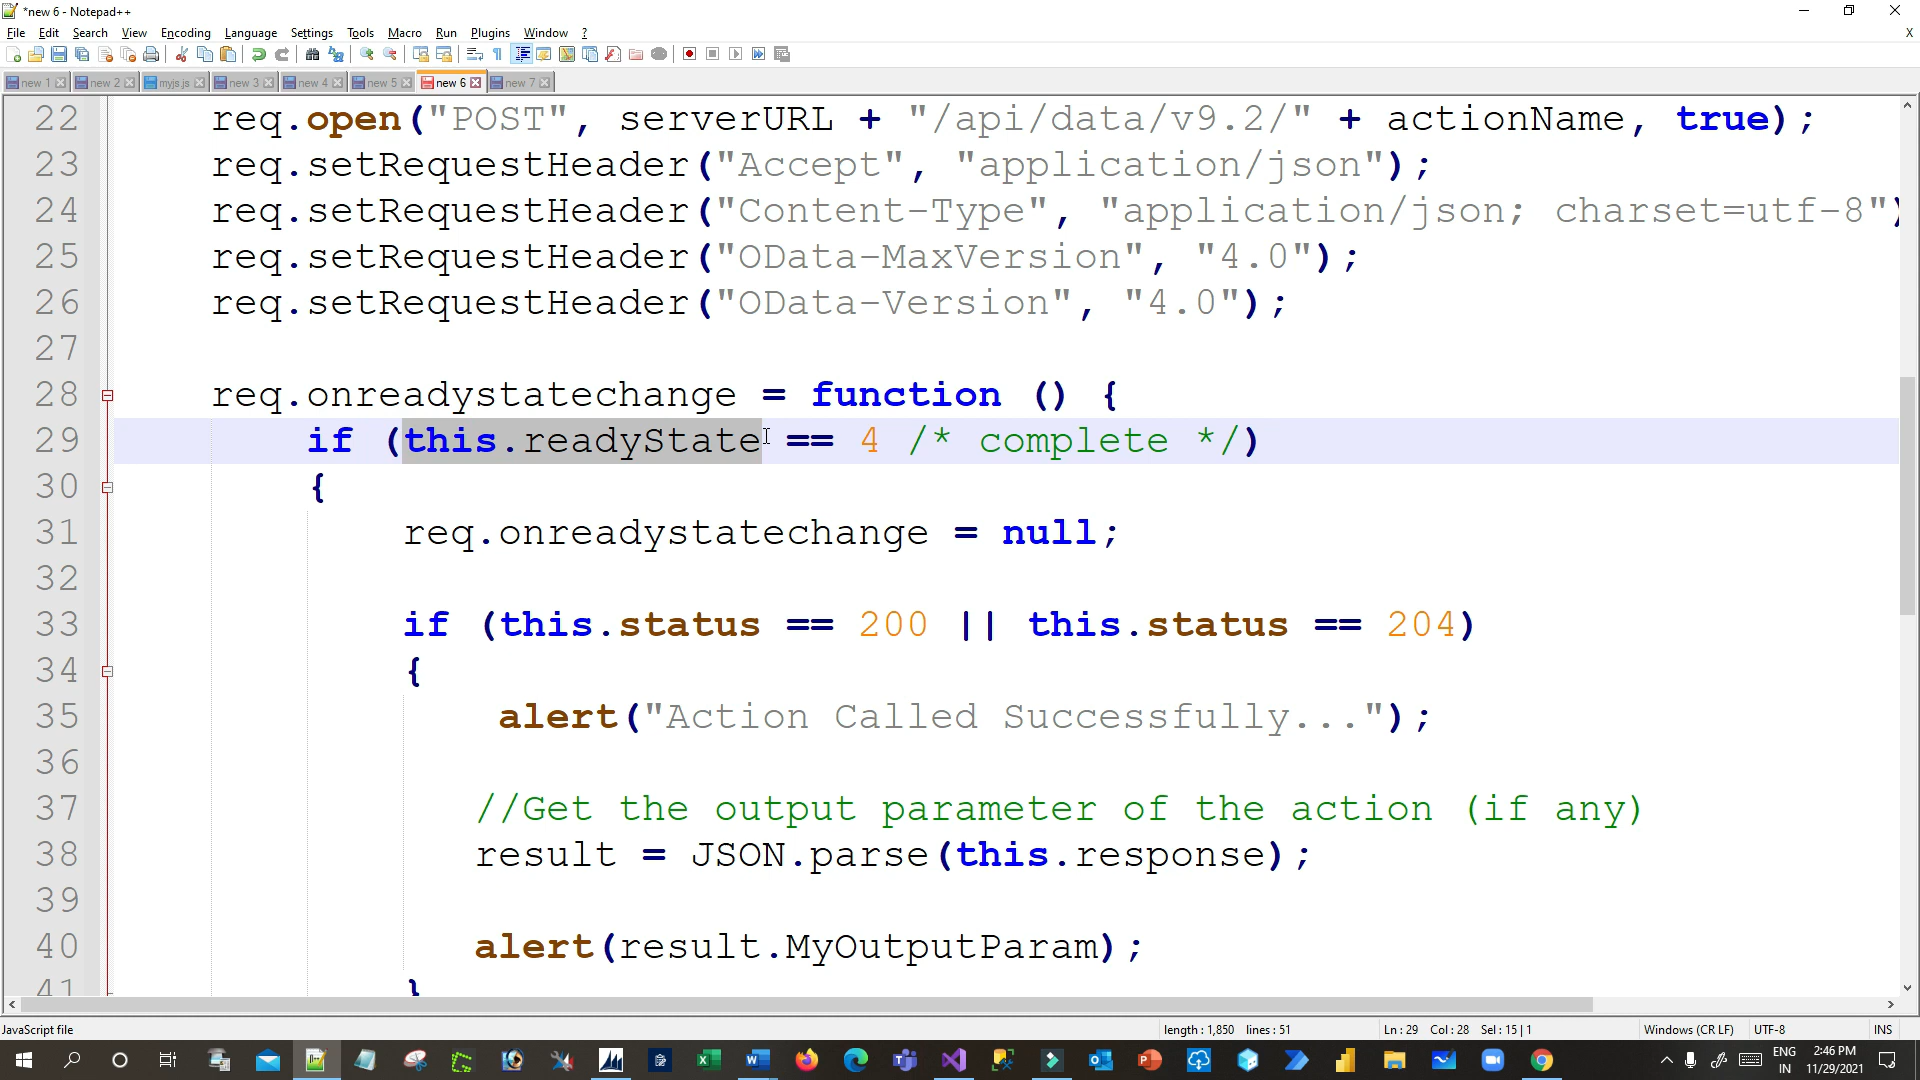 *new 6 - Notepad++
File Edit Search View Encoding Language Settings Tools Macro Run Plugins Window ? X
new 1 new 2 myjs.js new 3 new 4 new 5 new 6 new 7
22 req.open("POST", serverURL + "/api/data/v9.2/" + actionName, true);
23 req.setRequestHeader("Accept", "application/json");
24 req.setRequestHeader("Content-Type", "application/json; charset=utf-8")
25 req.setRequestHeader("OData-MaxVersion", "4.0");
26 req.setRequestHeader("OData-Version", "4.0");
27
28 req.onreadystatechange = function () {
29 if (this.readyState == 4 /* complete */)
30 {
31 req.onreadystatechange = null;
32
33 if (this.status == 200 || this.status == 204)
34 {
35 alert("Action Called Successfully...");
36
37 //Get the output parameter of the action (if any)
38 result = JSON.parse(this.response);
39
40 alert(result.MyOutputParam);
41 }
JavaScript file length : 1,850 lines : 51 Ln : 29 Col : 28 Sel : 15 | 1 Windows (CR LF) UTF-8 INS
ENG 2:46 PM
IN 11/29/2021